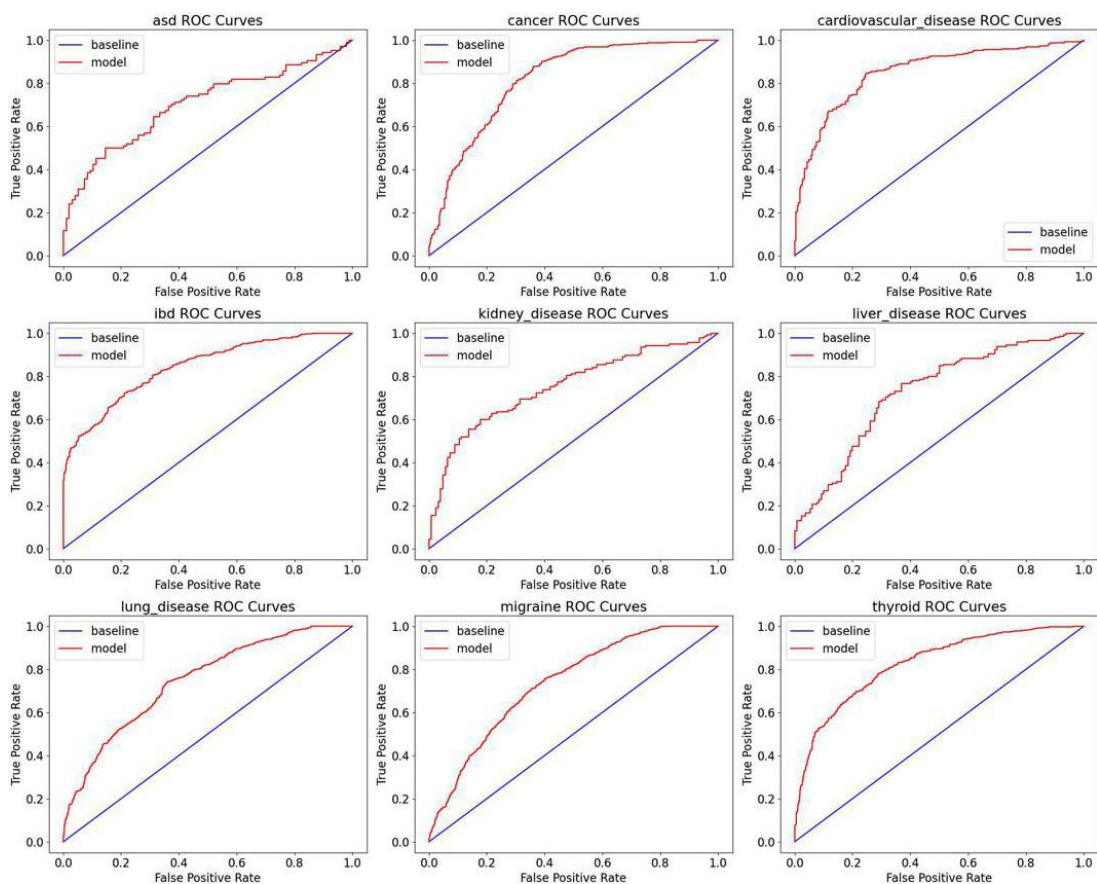 asd ROC Curves
baseline
model
True Positive Rate
1.0
0.8
0.6
0.4
0.2
0.0
0.0 0.2 0.4 0.6 0.8 1.0
False Positive Rate
cancer ROC Curves
baseline
model
True Positive Rate
1.0
0.8
0.6
0.4
0.2
0.0
0.0 0.2 0.4 0.6 0.8 1.0
False Positive Rate
cardiovascular_disease ROC Curves
True Positive Rate
1.0
0.8
0.6
0.4
0.2
0.0
baseline
model
0.0 0.2 0.4 0.6 0.8 1.0
False Positive Rate
ibd ROC Curves
baseline
model
True Positive Rate
1.0
0.8
0.6
0.4
0.2
0.0
0.0 0.2 0.4 0.6 0.8 1.0
False Positive Rate
kidney_disease ROC Curves
baseline
model
True Positive Rate
1.0
0.8
0.6
0.4
0.2
0.0
0.0 0.2 0.4 0.6 0.8 1.0
False Positive Rate
liver_disease ROC Curves
baseline
model
True Positive Rate
1.0
0.8
0.6
0.4
0.2
0.0
0.0 0.2 0.4 0.6 0.8 1.0
False Positive Rate
lung_disease ROC Curves
baseline
model
True Positive Rate
1.0
0.8
0.6
0.4
0.2
0.0
0.0 0.2 0.4 0.6 0.8 1.0
False Positive Rate
migraine ROC Curves
baseline
model
True Positive Rate
1.0
0.8
0.6
0.4
0.2
0.0
0.0 0.2 0.4 0.6 0.8 1.0
False Positive Rate
thyroid ROC Curves
baseline
model
True Positive Rate
1.0
0.8
0.6
0.4
0.2
0.0
0.0 0.2 0.4 0.6 0.8 1.0
False Positive Rate